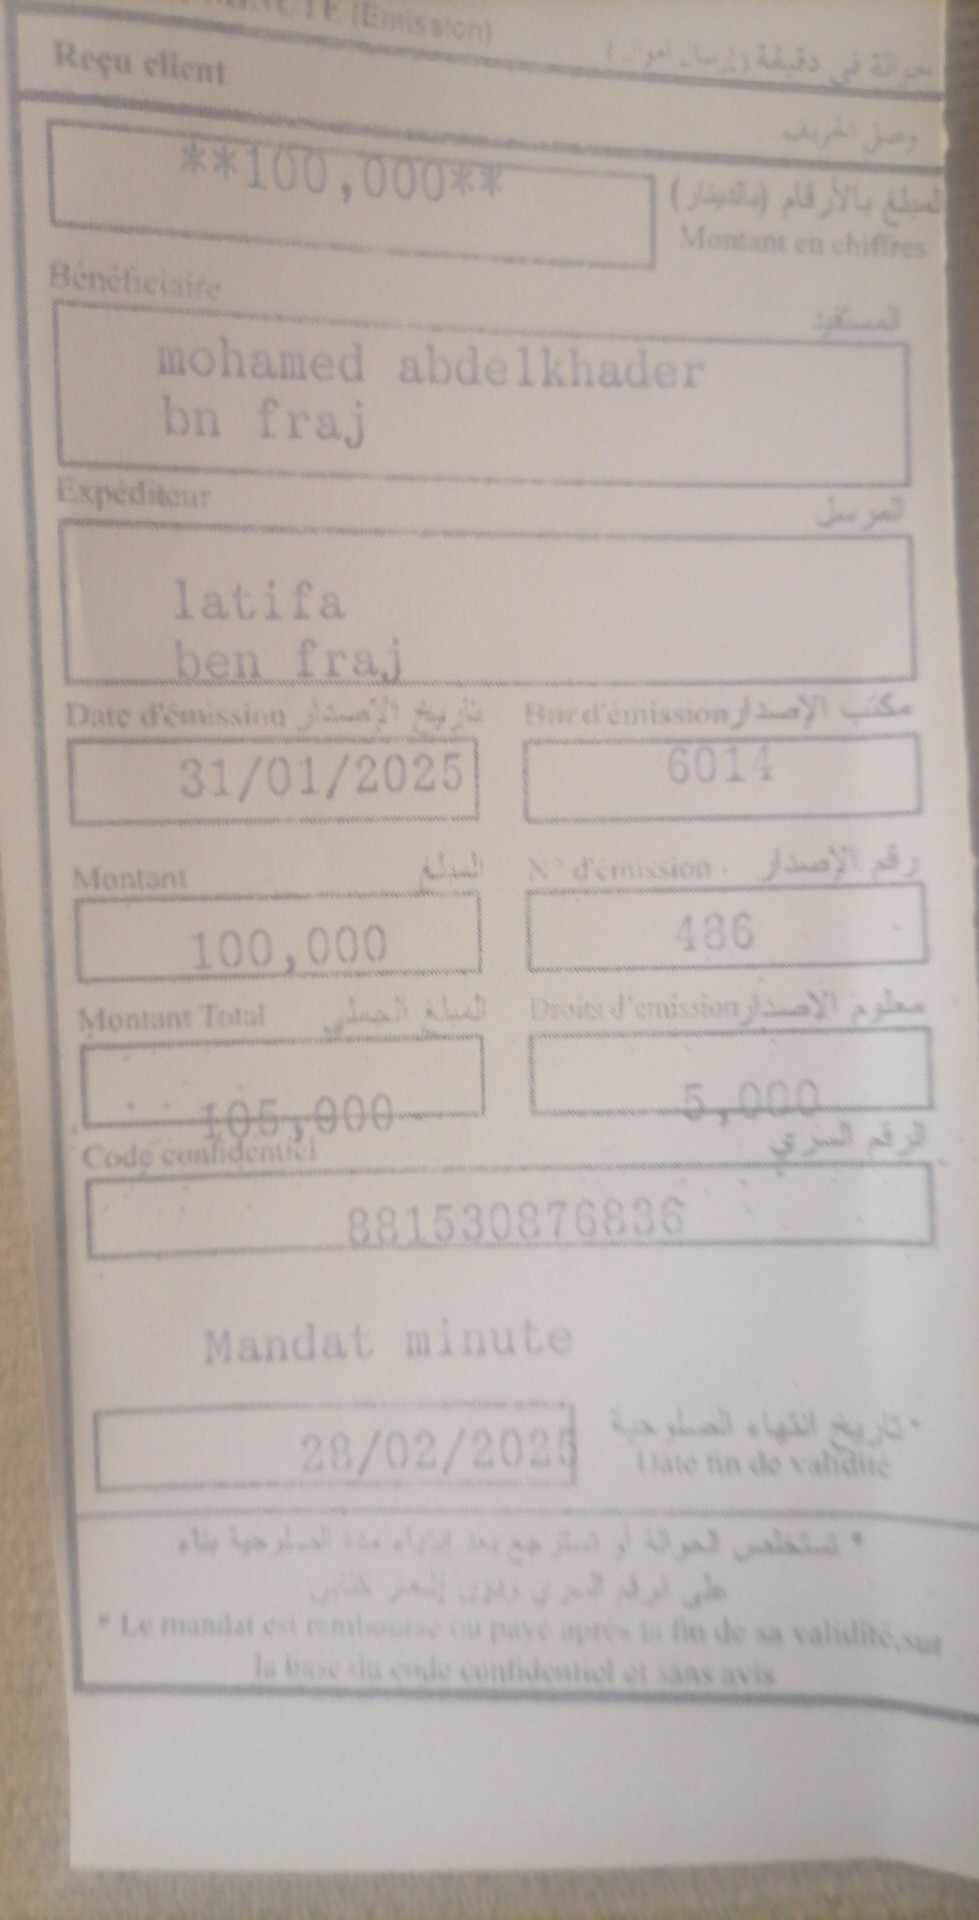 MINUTE (Emission)
حوالة في دقيقة (إرسال أموال)
Reçu client
وصل الحريف
**100,000**
المبلغ بالأرقام (بالدينار)
Montant en chiffres
Bénéficiaire المستفيد
mohamed abdelkhader
bn fraj
Expéditeur المرسل
latifa
ben fraj
Date d'émission تاريخ الإصدار Bur d'émission مكتب الإصدار
31/01/2025 6014
Montant المبلغ N° d'émission رقم الإصدار
100,000 486
Montant Total المبلغ الجملي Droits d'emission معلوم الاصدار
105,000 5,000
Code confidentiel الرقم السري
881530876836
Mandat minute
28/02/2025
* تاريخ انتهاء الصلوحية
Date fin de validité
* تستخلص الحوالة أو تسترجع بعد انتهاء مدة الصلوحية بناء
على الرقم السري وبدون إشعار كتابي
* Le mandat est remboursé ou payé après la fin de sa validité, sur
la base du code confidentiel et sans avis